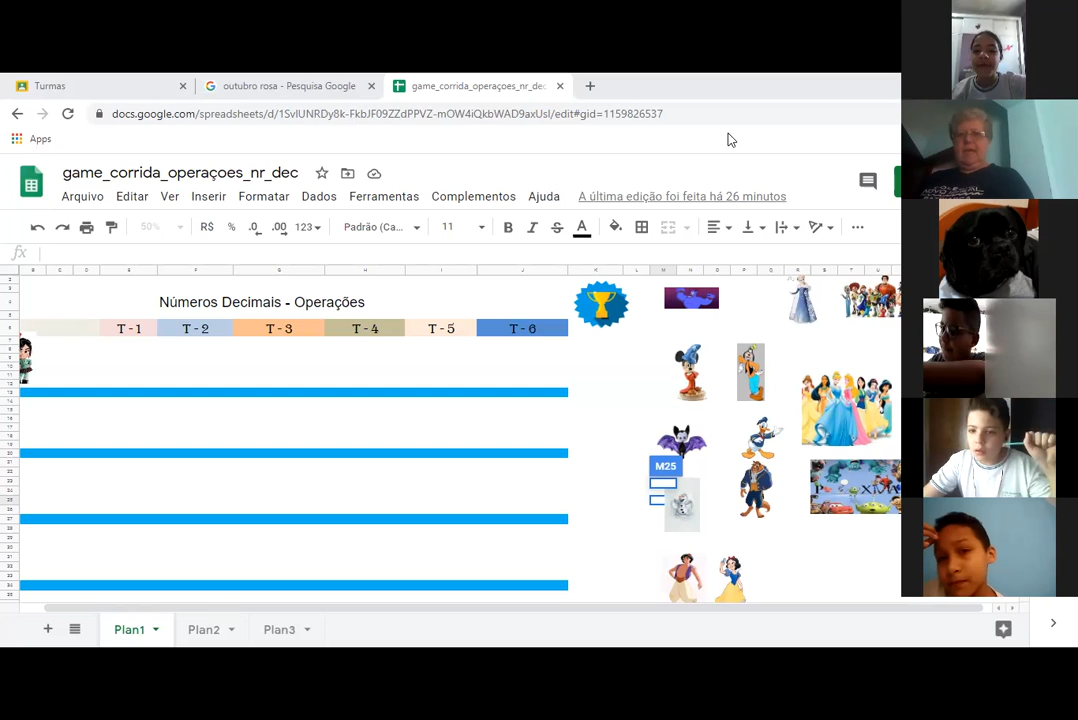 Turmas
outubro rosa - Pesquisa Google
game_corrida_operaçoes_nr_dec
docs.google.com/spreadsheets/d/1SvlUNRDy8k-FkbJF09ZZdPPVZ-mOW4iQkbWAD9axUsI/edit#gid=1159826537
Apps
game_corrida_operaçoes_nr_dec
Arquivo Editar Ver Inserir Formatar Dados Ferramentas Complementos Ajuda A última edição foi feita há 26 minutos
50% R$ % .0 .00 123 Padrão (Ca... 11 B I S A
fx
Números Decimais - Operações
T - 1 T - 2 T - 3 T - 4 T - 5 T - 6
M25
Plan1 Plan2 Plan3